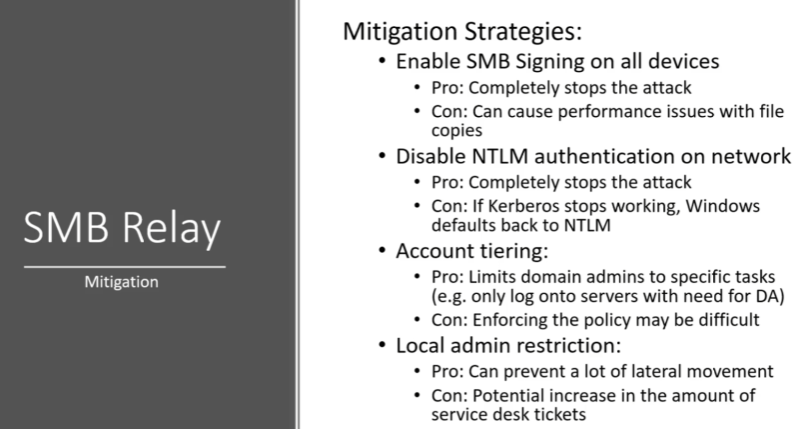 SMB Relay
Mitigation
Mitigation Strategies:
• Enable SMB Signing on all devices
• Pro: Completely stops the attack
• Con: Can cause performance issues with file
copies
• Disable NTLM authentication on network
• Pro: Completely stops the attack
• Con: If Kerberos stops working, Windows
defaults back to NTLM
• Account tiering:
• Pro: Limits domain admins to specific tasks
(e.g. only log onto servers with need for DA)
• Con: Enforcing the policy may be difficult
• Local admin restriction:
• Pro: Can prevent a lot of lateral movement
• Con: Potential increase in the amount of
service desk tickets